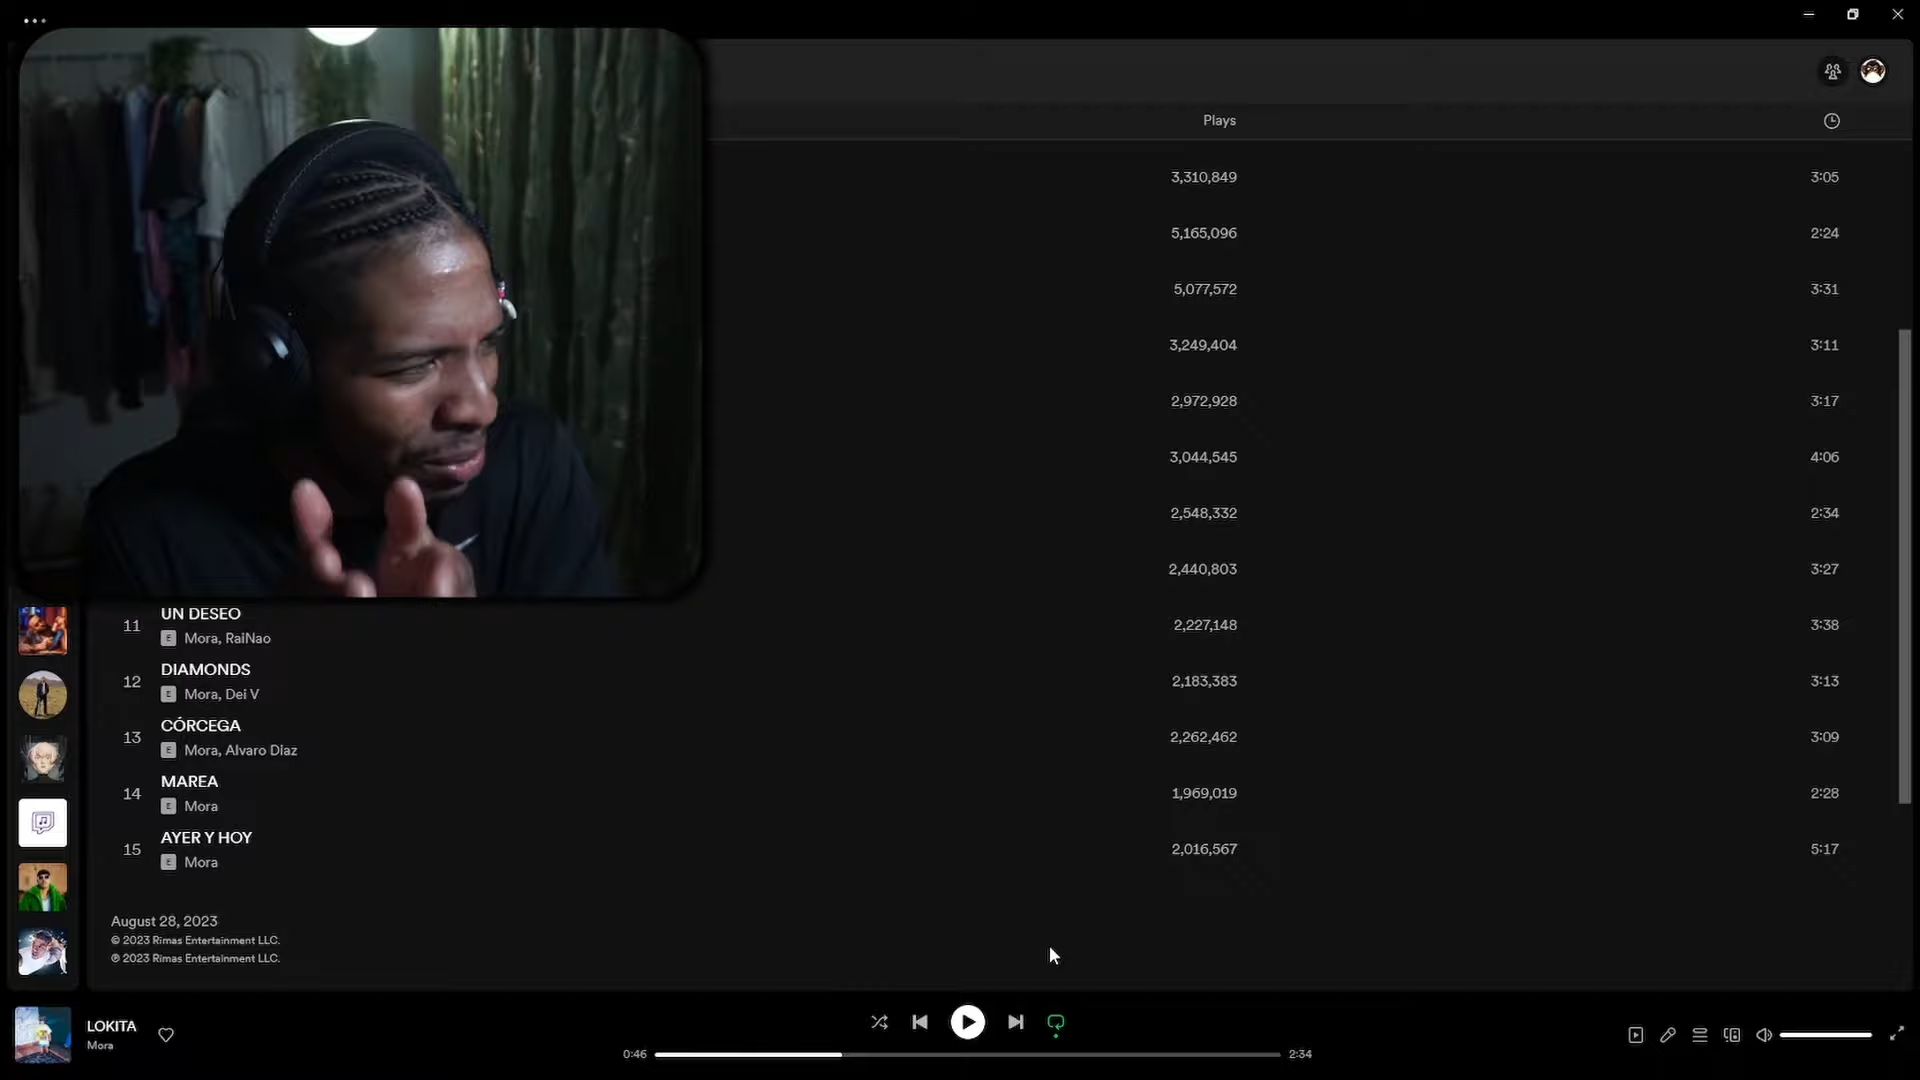 Plays
3,310,849 3:05
5,165,096 2:24
5,077,572 3:31
3,249,404 3:11
2,972,928 3:17
3,044,545 4:06
2,548,332 2:34
2,440,803 3:27
11 UN DESEO 2,227,148 3:38
E Mora, RaiNao
12 DIAMONDS 2,183,383 3:13
E Mora, Dei V
13 CÓRCEGA 2,262,462 3:09
E Mora, Alvaro Diaz
14 MAREA 1,969,019 2:28
E Mora
15 AYER Y HOY 2,016,567 5:17
E Mora
August 28, 2023
© 2023 Rimas Entertainment LLC.
℗ 2023 Rimas Entertainment LLC.
LOKITA
Mora
0:46 2:34